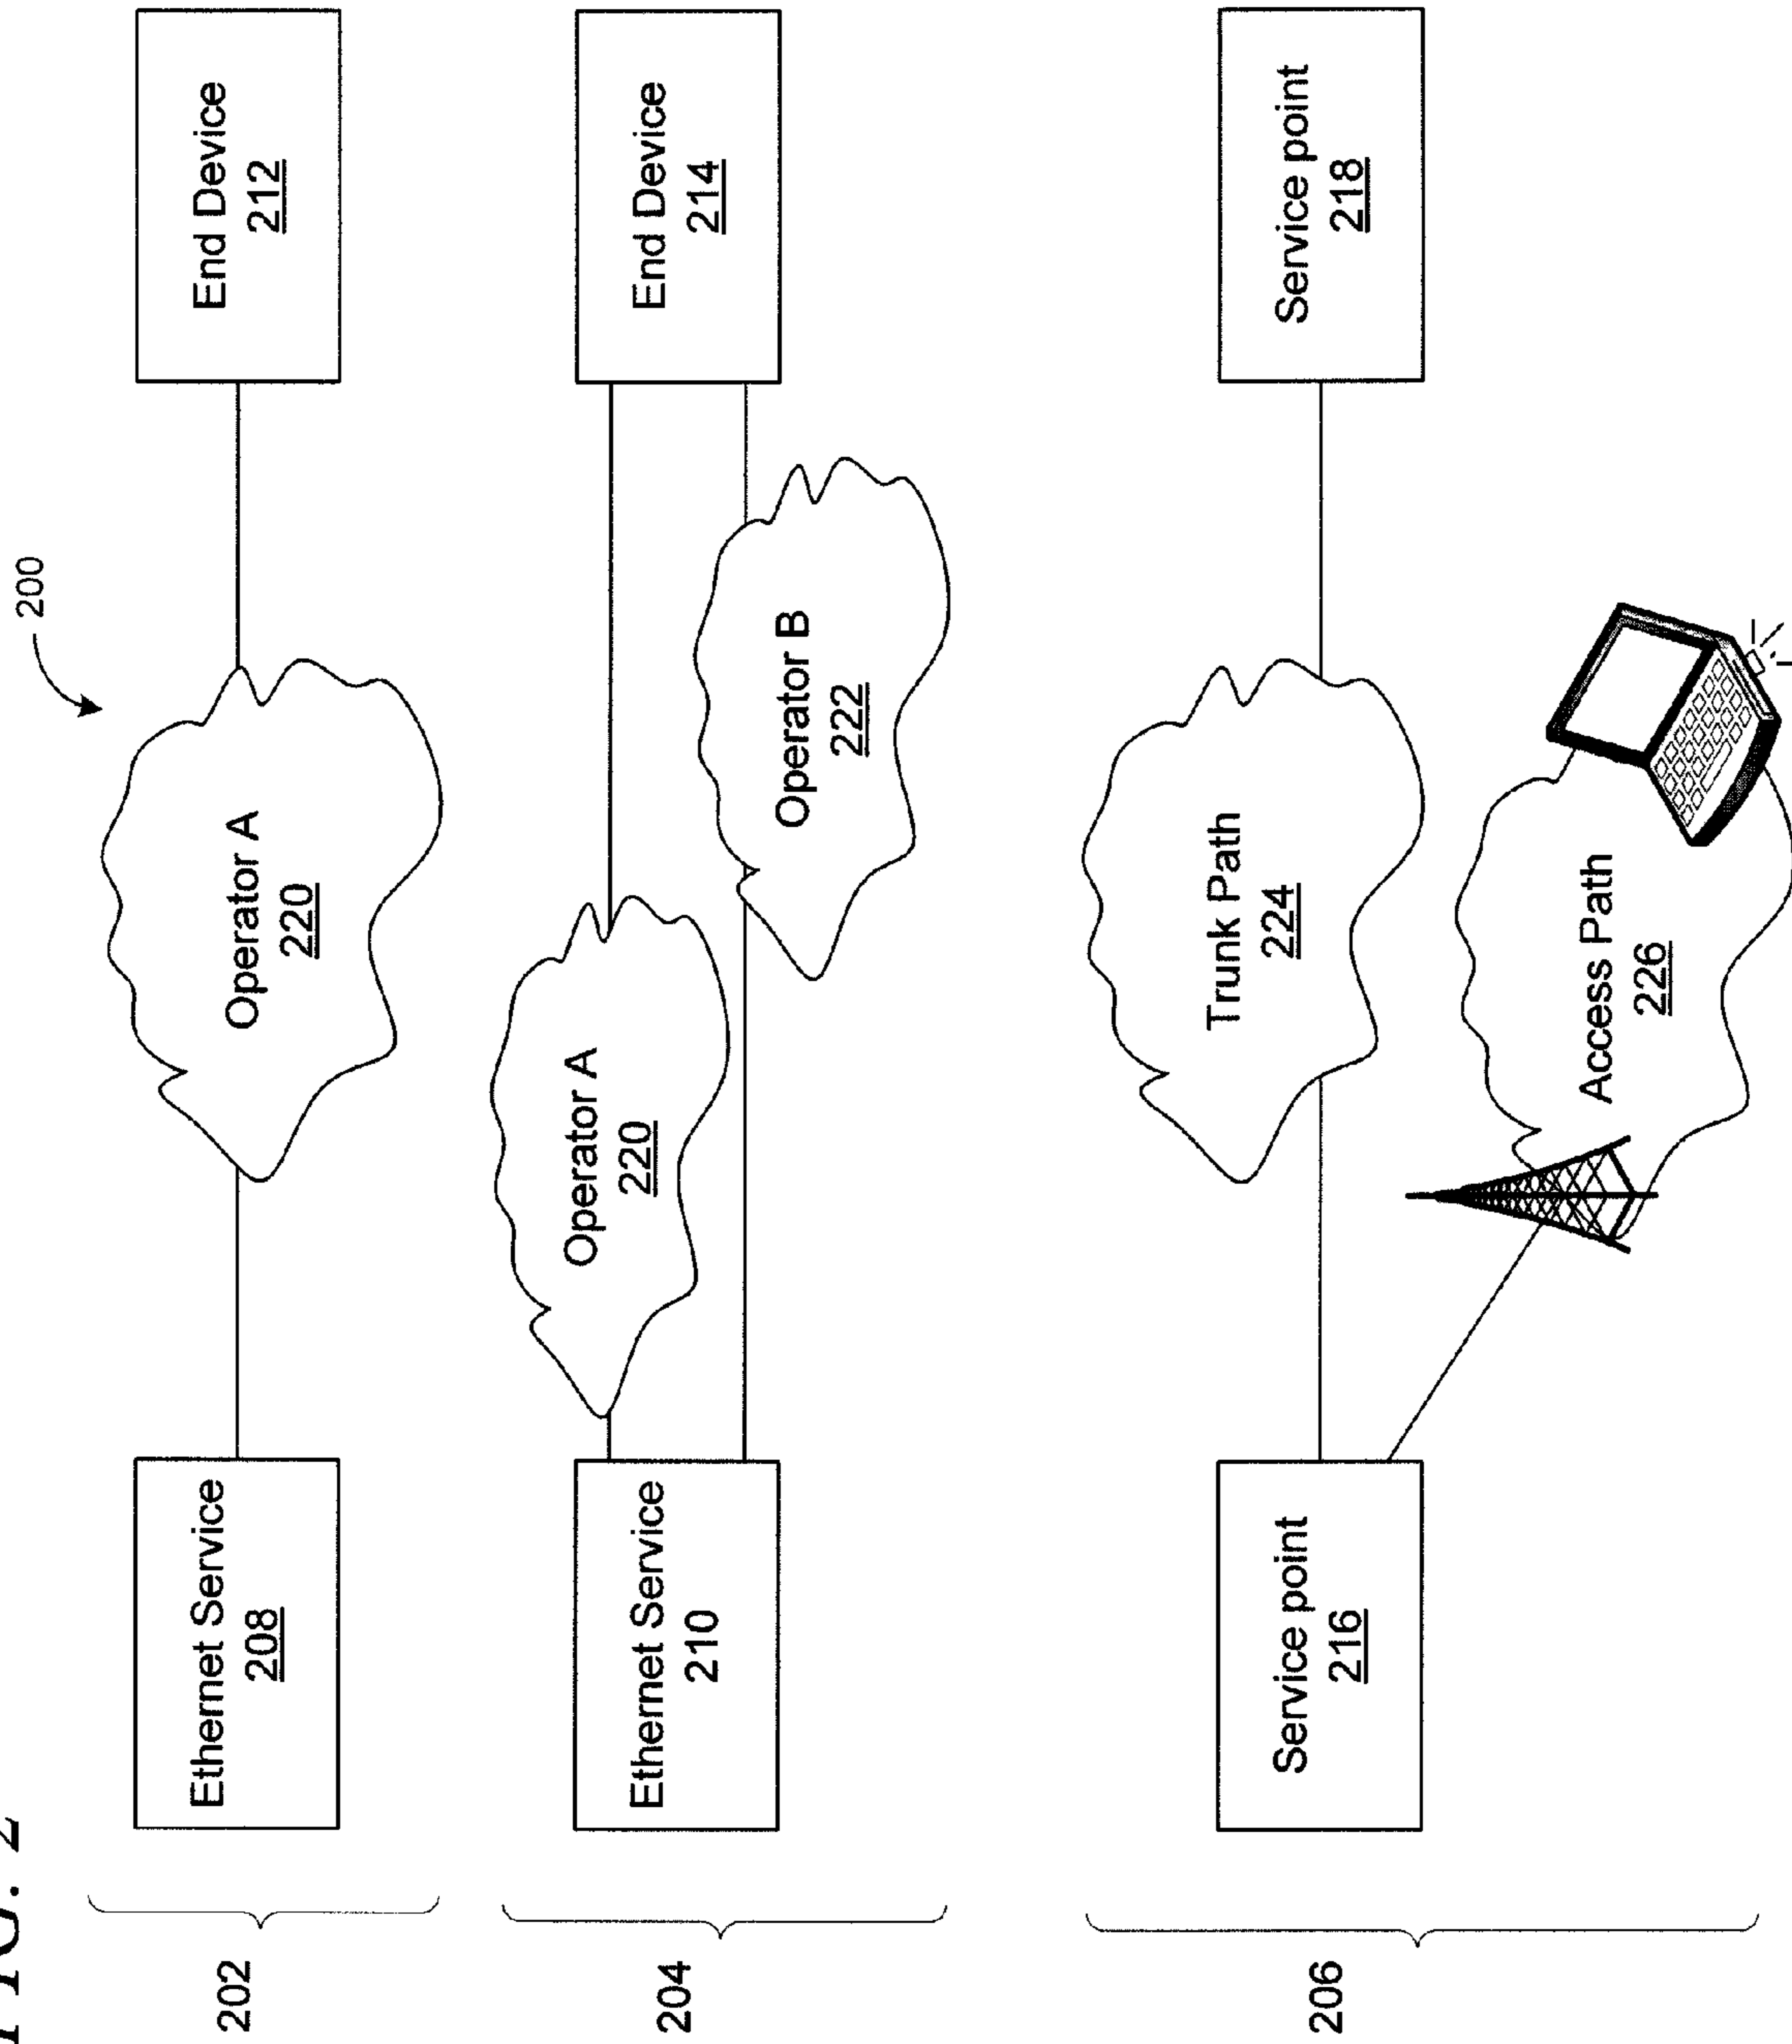 FIG. 2
200
202
Ethernet Service
208
Operator A
220
End Device
212
204
Ethernet Service
210
Operator A
220
Operator B
222
End Device
214
206
Service point
216
Trunk Path
224
Access Path
226
Service point
218